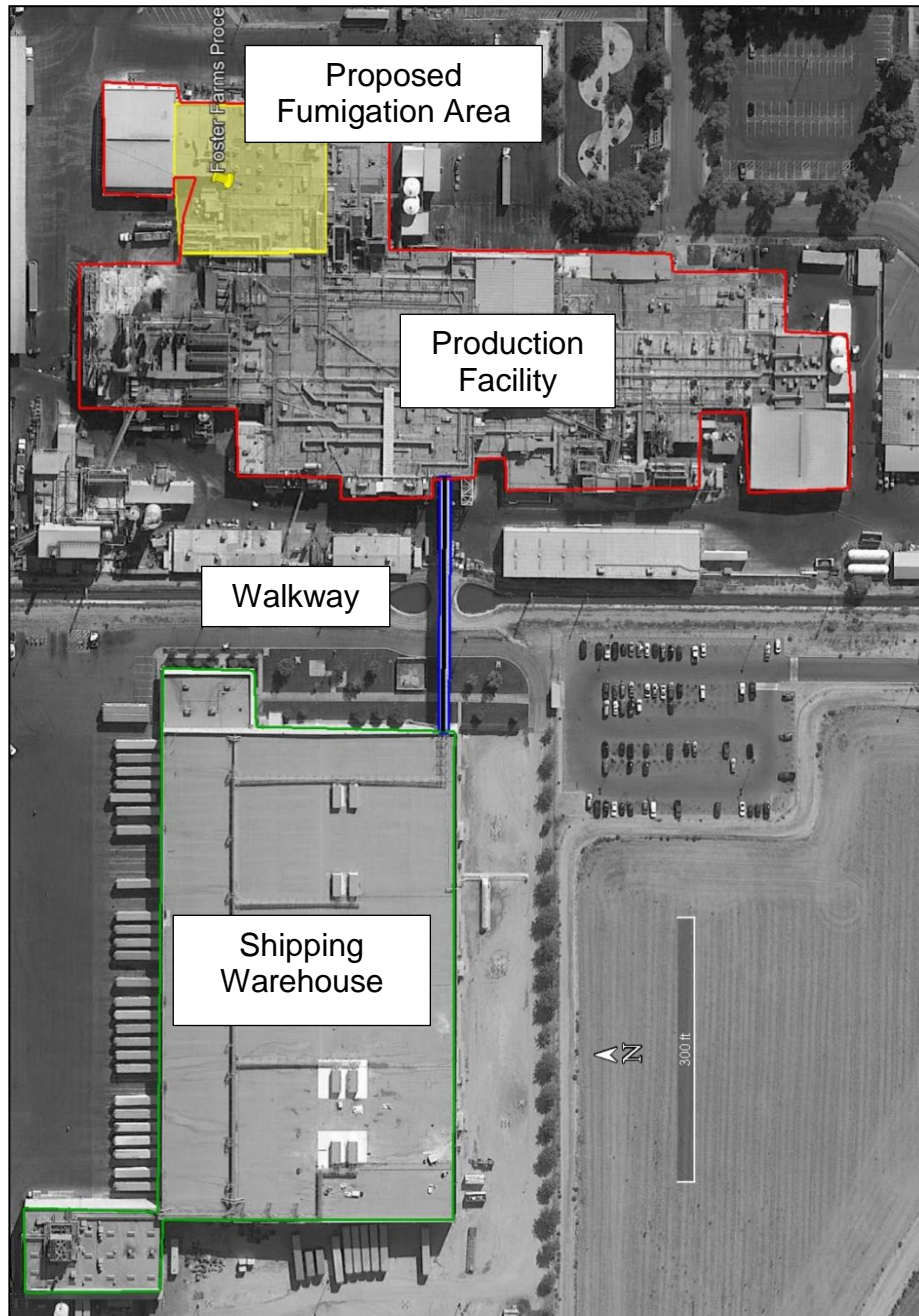 Foster Farms Proce
Proposed
Fumigation Area
Production
Facility
Walkway
Shipping
Warehouse
N
300 ft